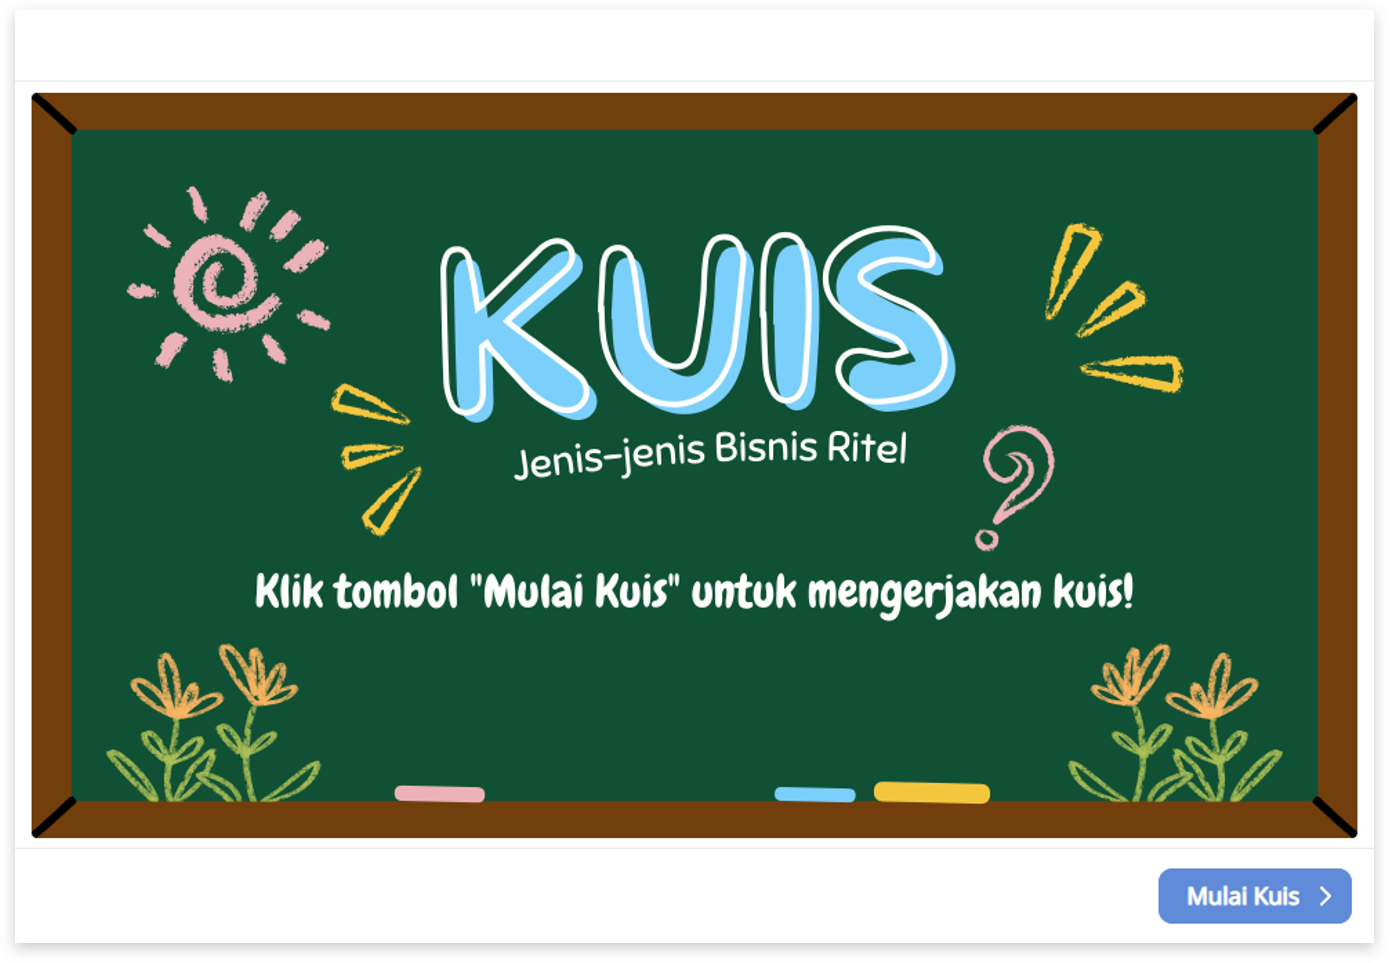 KUIS
Jenis-jenis Bisnis Ritel
Klik tombol "Mulai Kuis" untuk mengerjakan kuis!
Mulai Kuis